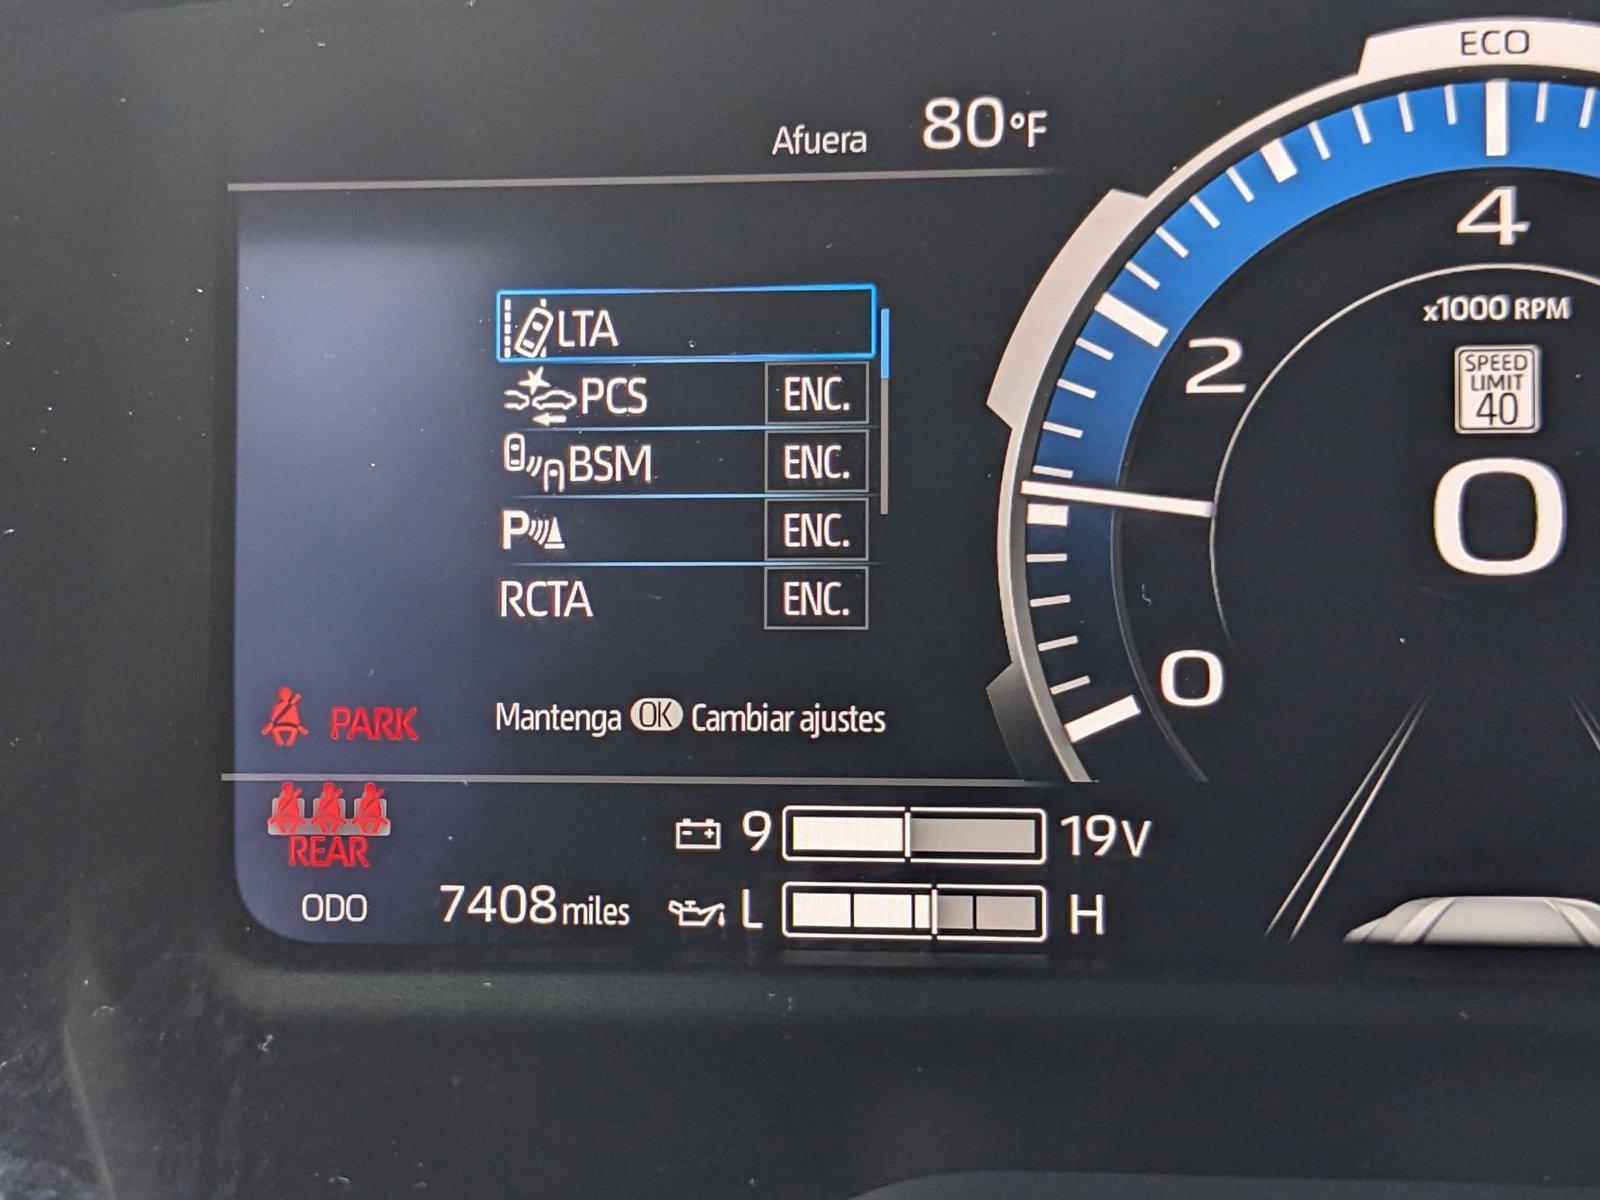 ECO
Afuera 80°F
4
x1000 RPM
2
SPEED
LIMIT
40
0
0
LTA
PCS ENC.
BSM ENC.
P ENC.
RCTA ENC.
Mantenga OK Cambiar ajustes
PARK
REAR
9 19V
ODO 7408 miles
L H